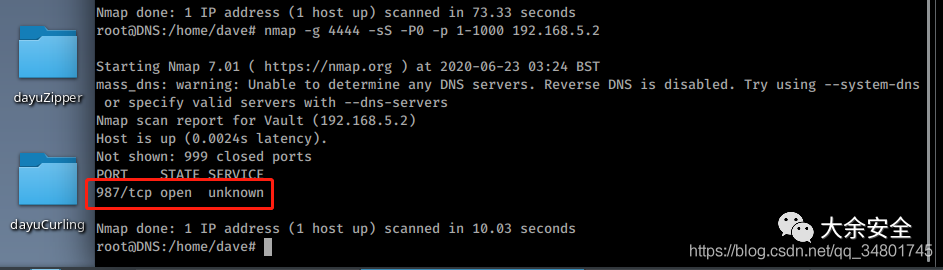 Nmap done: 1 IP address (1 host up) scanned in 73.33 seconds
root@DNS:/home/dave# nmap -g 4444 -sS -P0 -p 1-1000 192.168.5.2
Starting Nmap 7.01 ( https://nmap.org ) at 2020-06-23 03:24 BST
mass_dns: warning: Unable to determine any DNS servers. Reverse DNS is disabled. Try using --system-dns
or specify valid servers with --dns-servers
Nmap scan report for Vault (192.168.5.2)
Host is up (0.0024s latency).
Not shown: 999 closed ports
PORT STATE SERVICE
987/tcp open unknown
Nmap done: 1 IP address (1 host up) scanned in 10.03 seconds
root@DNS:/home/dave#
dayuZipper
dayuCurling
大余安全
https://blog.csdn.net/qq_34801745